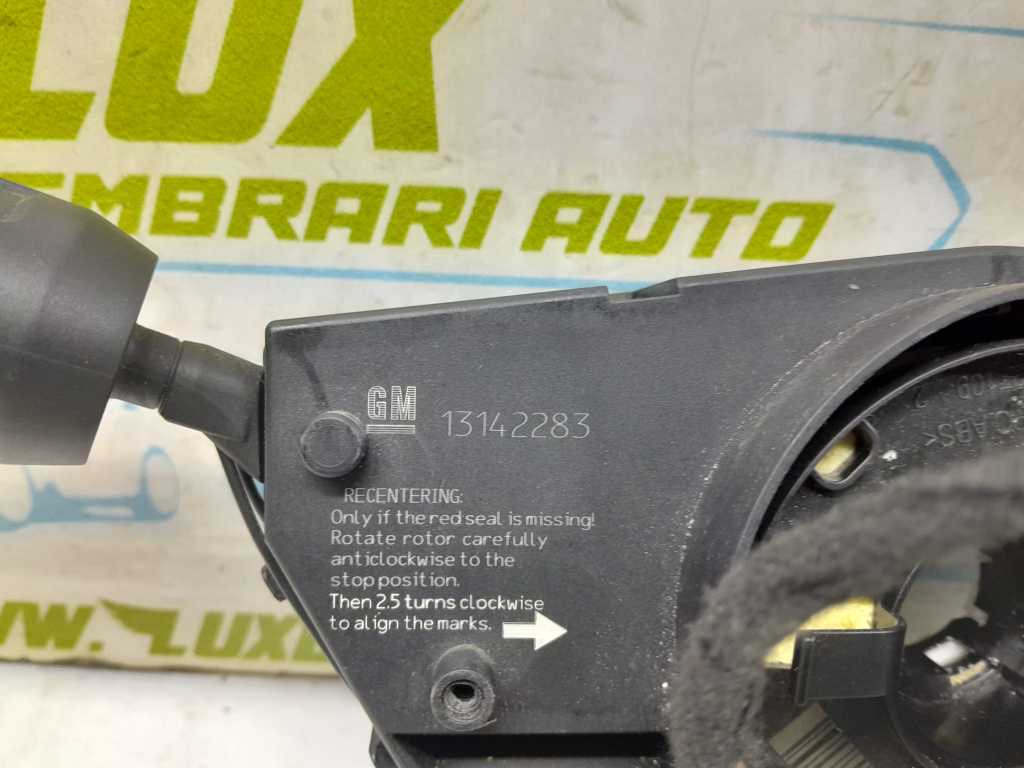 LUX
EMBRARI AUTO
GM
13142283
RECENTERING:
Only if the red seal is missing!
Rotate rotor carefully
anticlockwise to the
stop position.
Then 2.5 turns clockwise
to align the marks.